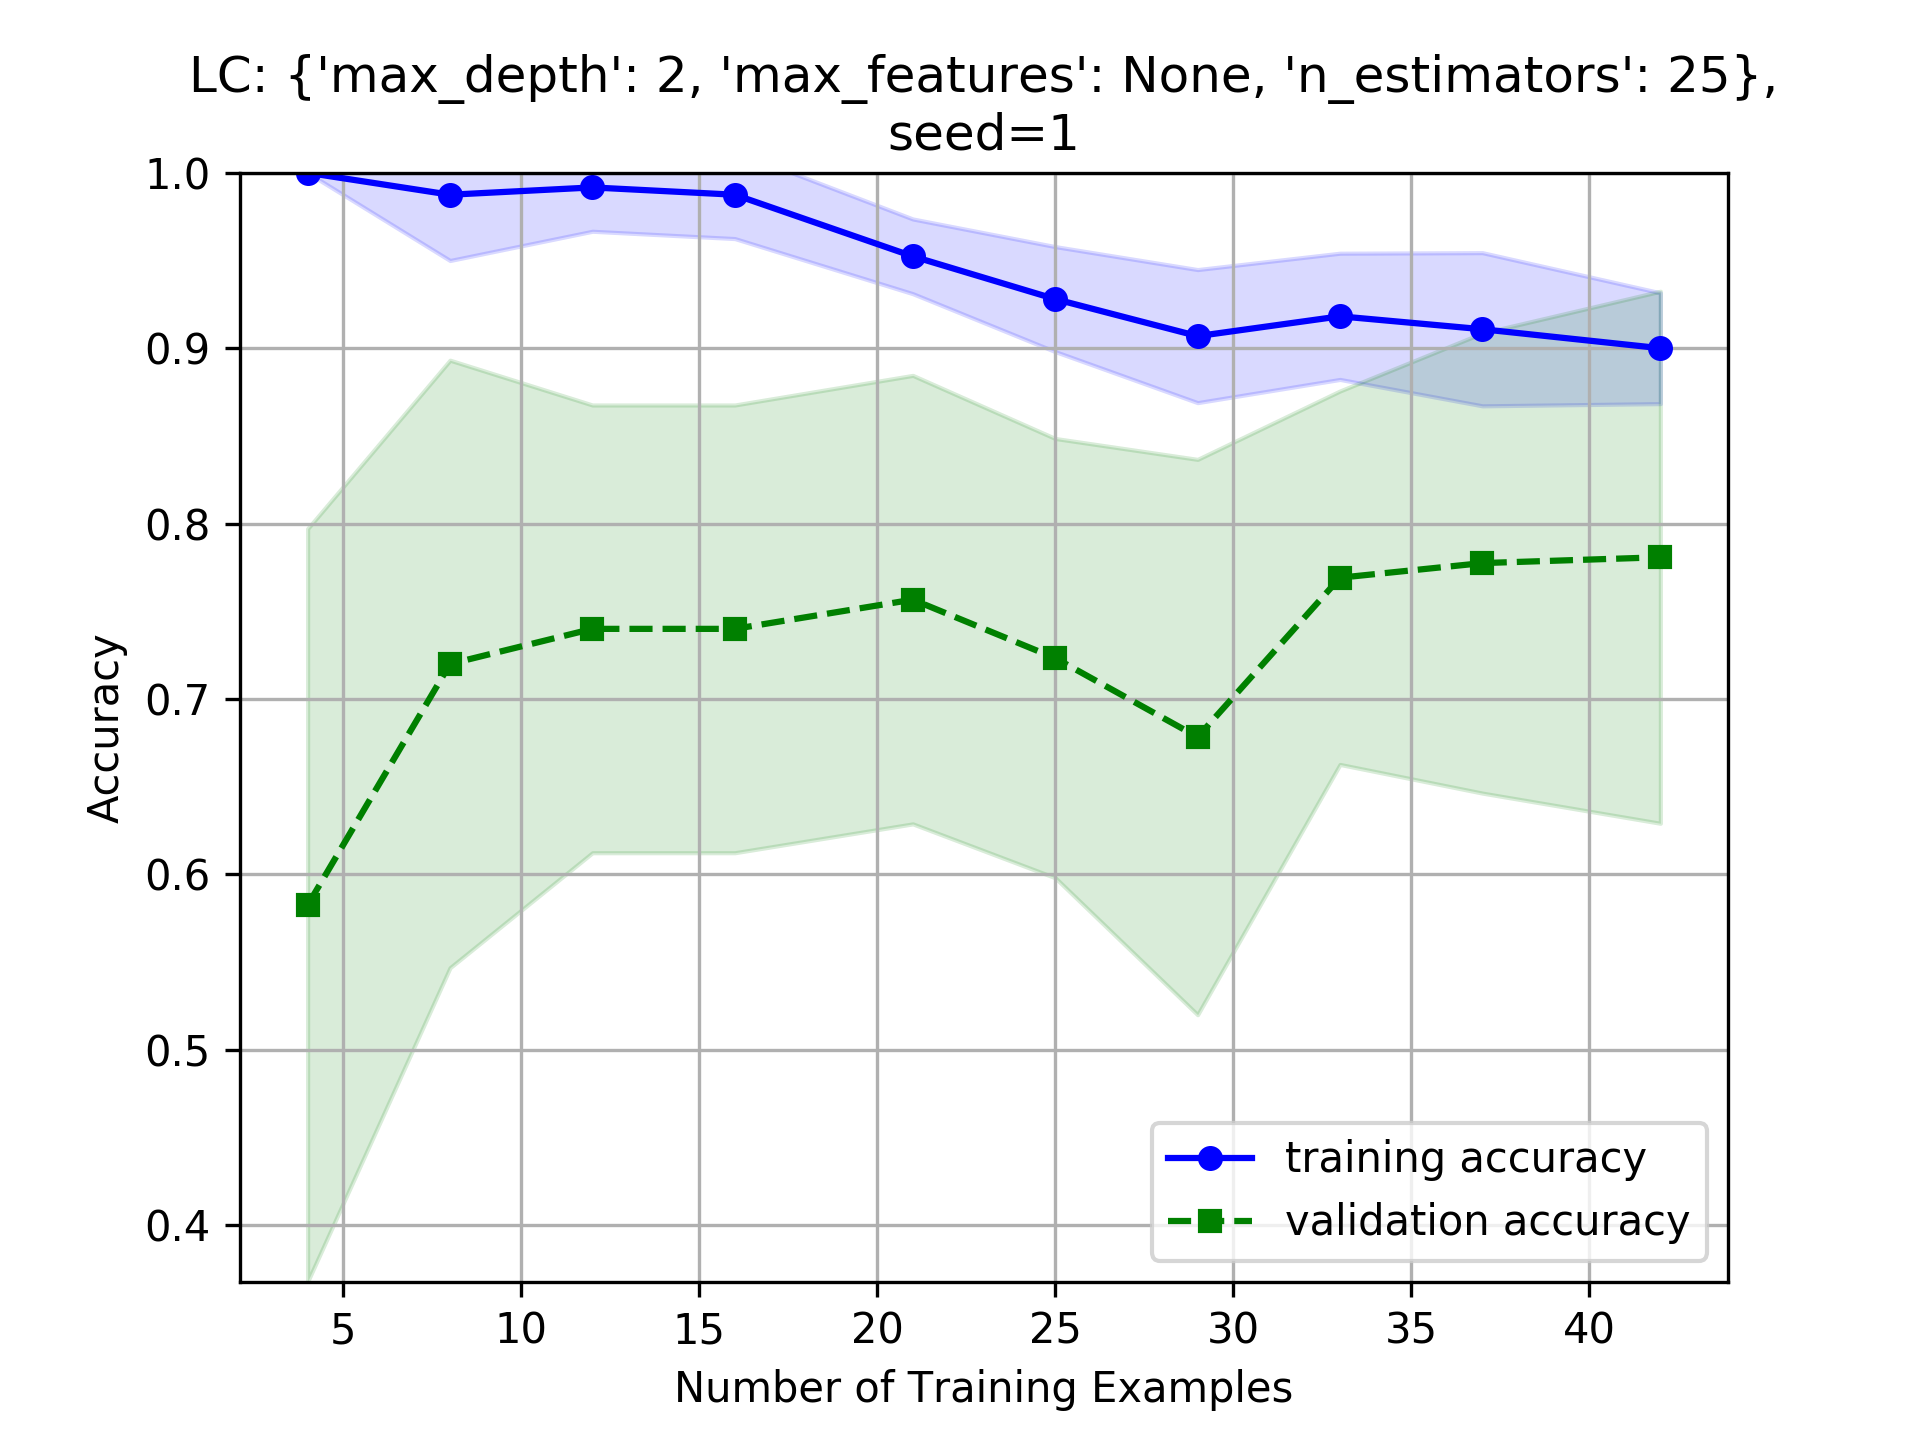 LC: {'max_depth': 2, 'max_features': None, 'n_estimators': 25},
seed=1
1.0
0.9
0.8
0.7
0.6
0.5
0.4
Accuracy
training accuracy
validation accuracy
5 10 15 20 25 30 35 40
Number of Training Examples